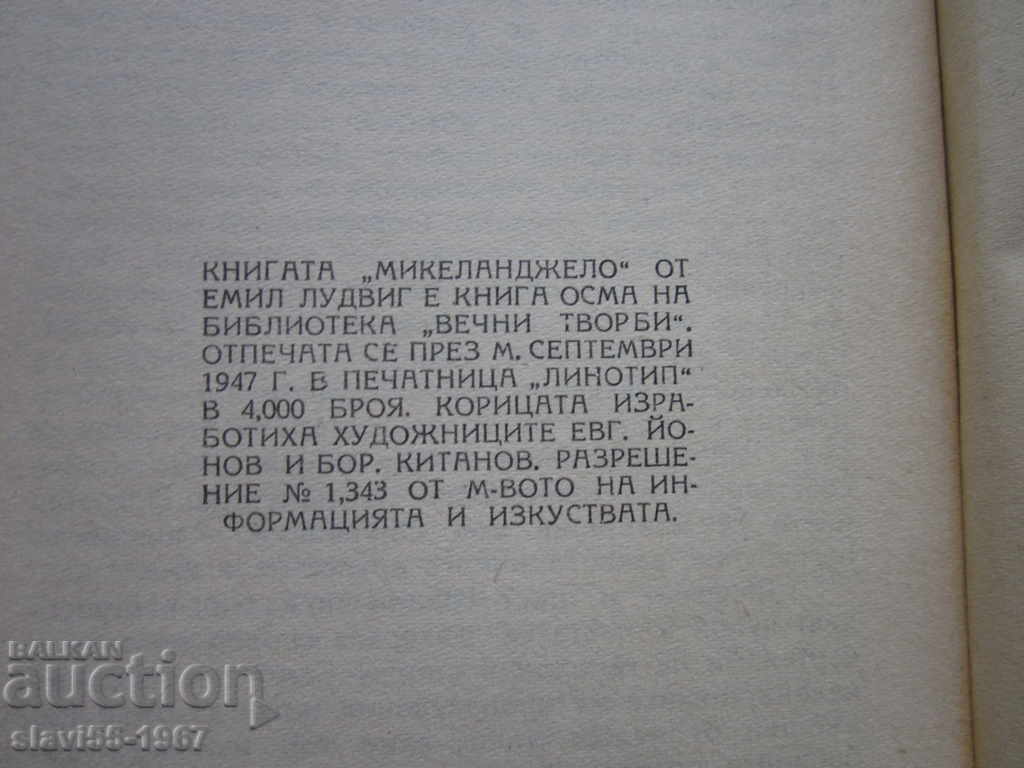 КНИГАТА „МИКЕЛАНДЖЕЛО“ ОТ
ЕМИЛ ЛУДВИГ Е КНИГА ОСМА НА
БИБЛИОТЕКА „ВЕЧНИ ТВОРБИ“.
ОТПЕЧАТА СЕ ПРЕЗ М. СЕПТЕМВРИ
1947 Г. В ПЕЧАТНИЦА „ЛИНОТИП“
В 4,000 БРОЯ. КОРИЦАТА ИЗРА-
БОТИХА ХУДОЖНИЦИТЕ ЕВГ. ЙО-
НОВ И БОР. КИТАНОВ. РАЗРЕШЕ-
НИЕ № 1,343 ОТ М-ВОТО НА ИН-
ФОРМАЦИЯТА И ИЗКУСТВАТА.
BALKAN
auction
slavi55-1967